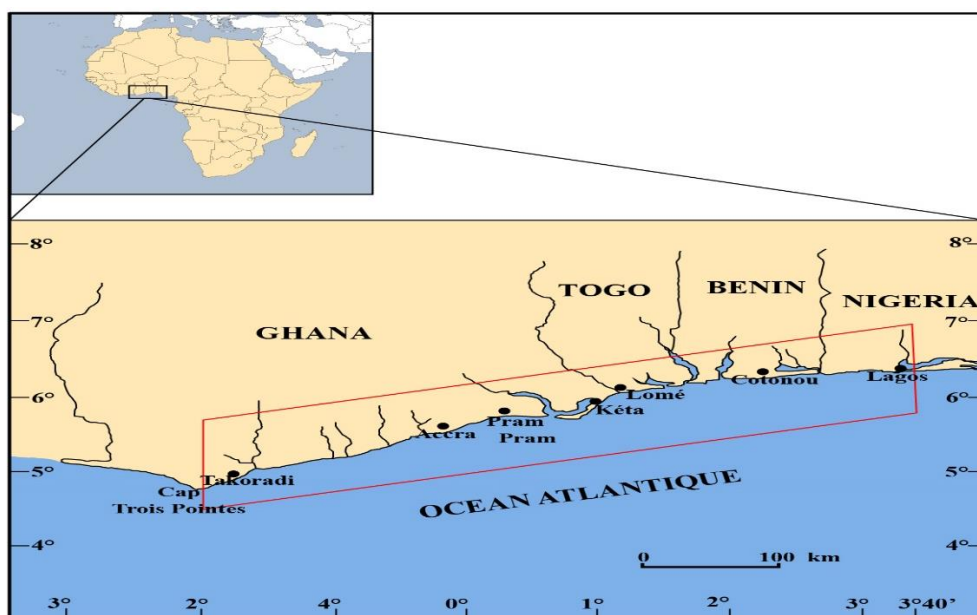 8°
8°
TOGO
BENIN
NIGERIA
7°
7°
GHANA
6°
6°
Lomé
Cotonou
Lagos
Kéta
Pram
Pram
Accra
5°
5°
Takoradi
Cap
Trois Pointes
OCEAN ATLANTIQUE
4°
4°
0
100 km
3°
2°
4°
0°
1°
2°
3°
3°40’